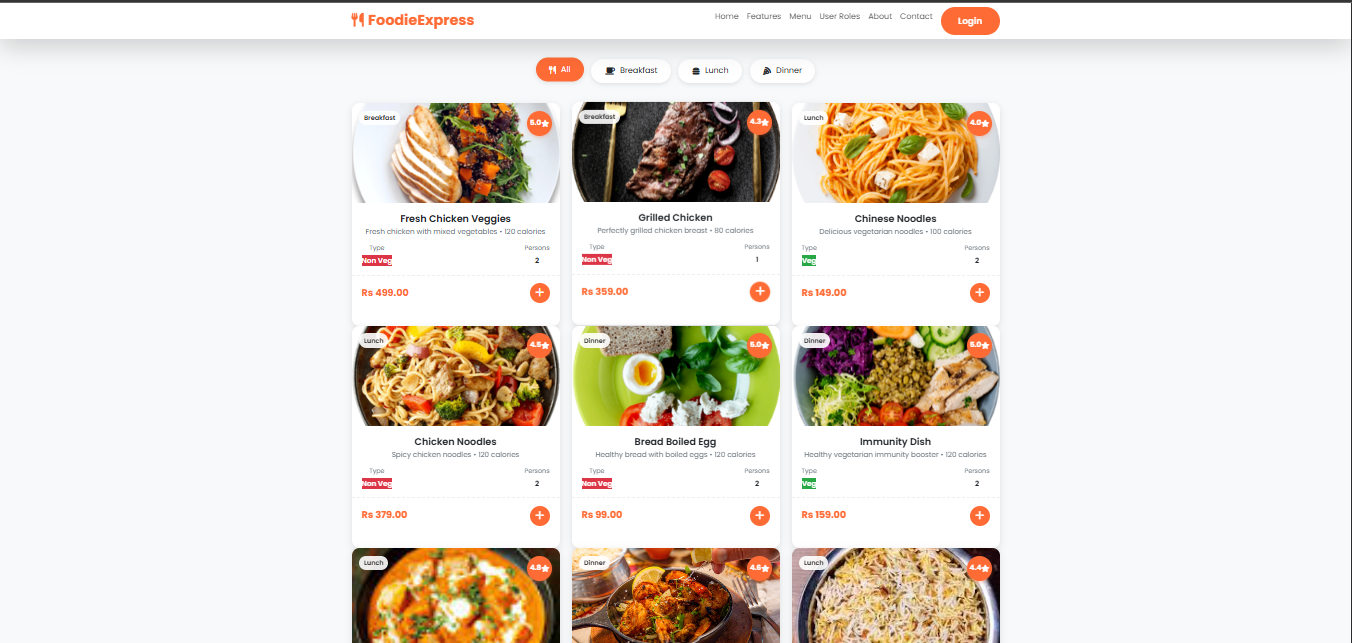 FoodieExpress
Home Features Menu User Roles About Contact Login
All Breakfast Lunch Dinner
Breakfast 5.0
Fresh Chicken Veggies
Fresh chicken with mixed vegetables • 120 calories
Type Persons
Non Veg 2
Rs 499.00
Breakfast 4.3
Grilled Chicken
Perfectly grilled chicken breast • 80 calories
Type Persons
Non Veg 1
Rs 359.00
Lunch 4.0
Chinese Noodles
Delicious vegetarian noodles • 100 calories
Type Persons
Veg 2
Rs 149.00
Lunch 4.5
Chicken Noodles
Spicy chicken noodles • 120 calories
Type Persons
Non Veg 2
Rs 379.00
Dinner 5.0
Bread Boiled Egg
Healthy bread with boiled eggs • 120 calories
Type Persons
Non Veg 2
Rs 99.00
Dinner 5.0
Immunity Dish
Healthy vegetarian immunity booster • 120 calories
Type Persons
Veg 2
Rs 159.00
Lunch 4.8
Dinner 4.6
Lunch 4.4